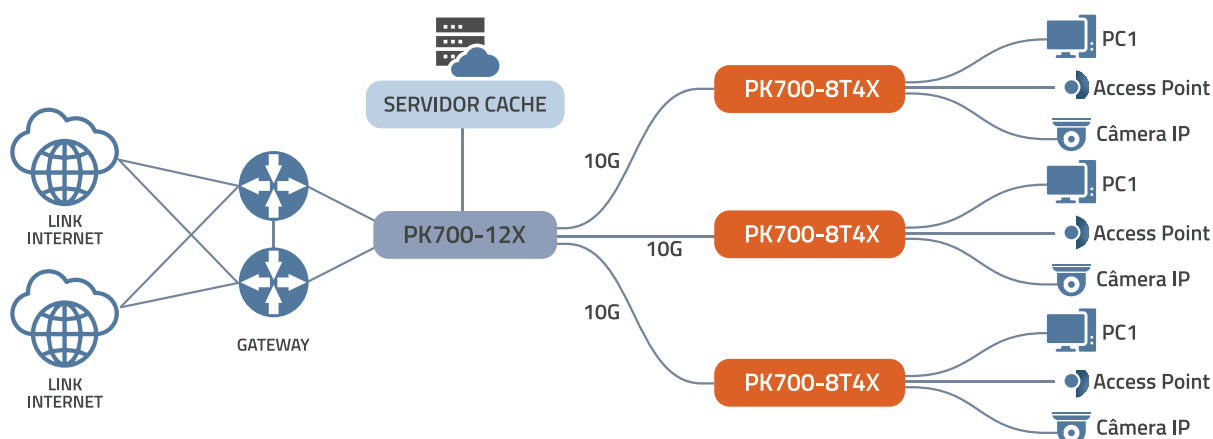 LINK
INTERNET
LINK
INTERNET
GATEWAY
SERVIDOR CACHE
PK700-12X
10G
10G
10G
PK700-8T4X
PC1
Access Point
Câmera IP
PK700-8T4X
PC1
Access Point
Câmera IP
PK700-8T4X
PC1
Access Point
Câmera IP